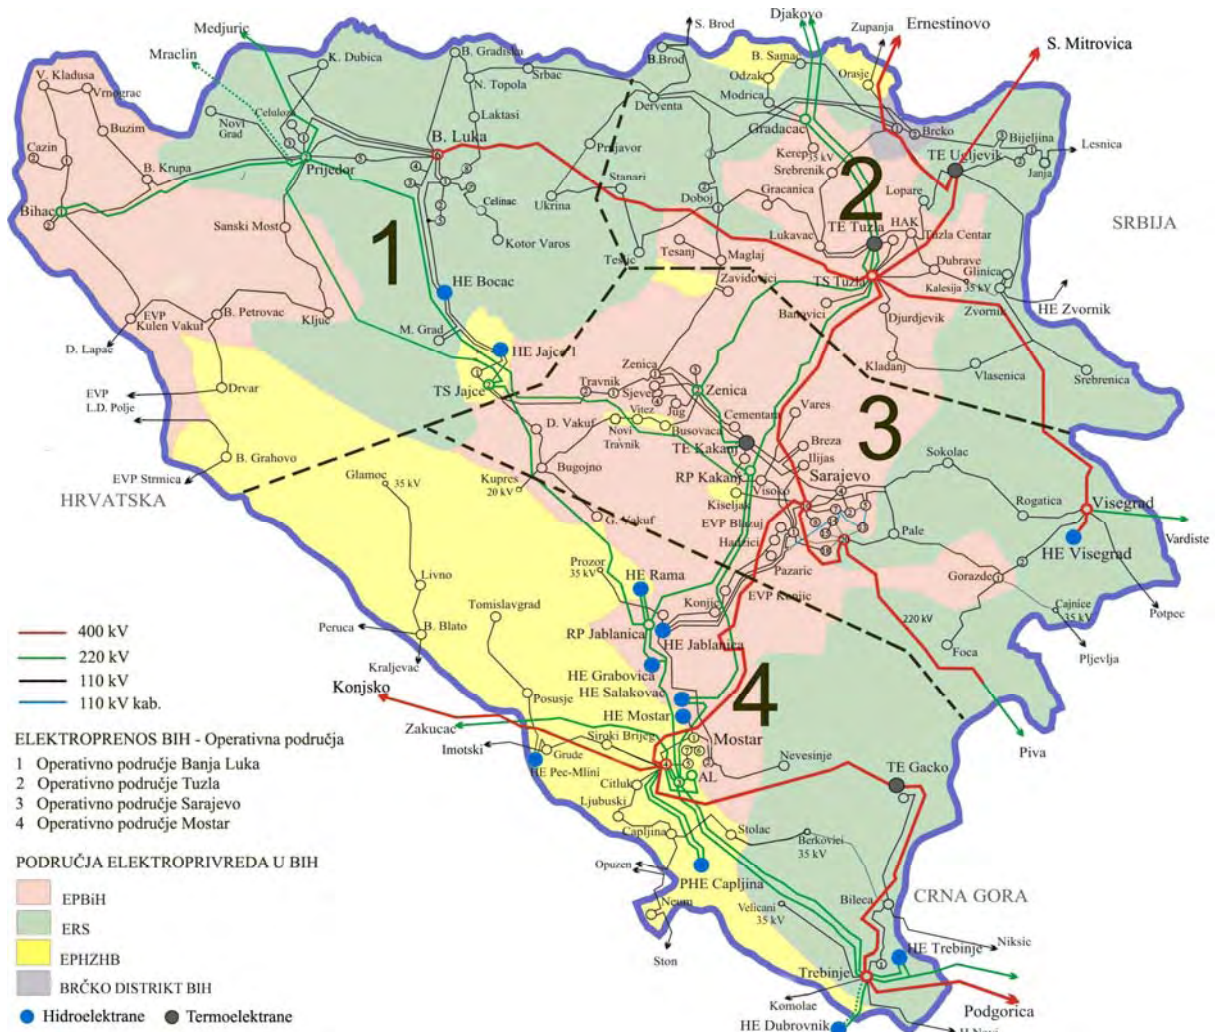 Medjuric
Mraclin
V. Kladusa
Vrnograc
Buzim
Cazin
B. Krupa
Bihac
Novi
Grad
K. Dubica
Celuloza
Prijedor
B. Gradiska
N. Topola
Srbac
Laktasi
B. Luka
Celinac
Kotor Varos
Sanski Most
S. Brod
B.Brod
Derventa
Prnjavor
Ukrina
Stanari
Teslic
Doboj
Djakovo
B. Samac
Odzak
Modrica
Zupanja
Orasje
Ernestinovo
S. Mitrovica
Gradacac
Kerep
35 kV
Srebrenik
Gracanica
Lukavac
Brcko
Bijeljina
Janja
Lesnica
TE Ugljevik
Lopare
TE Tuzla
HAK
Tuzla Centar
Dubrave
TS Tuzla
Kalesija 35 kV
Glinica
Zvornik
HE Zvornik
SRBIJA
1
2
3
4
Tesanj
Maglaj
Zavidovici
Banovici
Djurdjevik
Kladanj
Vlasenica
Srebrenica
HE Bocac
M. Grad
HE Jajce 1
TS Jajce
EVP
Kulen Vakuf
B. Petrovac
Kljuc
D. Lapac
Drvar
EVP
L.D. Polje
B. Grahovo
EVP Strmica
HRVATSKA
Glamoc
35 kV
Zenica
Travnik
Sjever
Jug
Zenica
Vitez
Novi
Travnik
Busovaca
Cementara
TE Kakanj
RP Kakanj
Kiseljak
Visoko
Vares
Breza
Ilijas
Sarajevo
D. Vakuf
Bugojno
Kupres
20 kV
G. Vakuf
EVP Blazuj
Hadzici
Pazaric
EVP Konjic
Konjic
Sokolac
Rogatica
Pale
Visegrad
Vardiste
HE Visegrad
Gorazde
Cajnice
35 kV
Potpec
Pljevlja
Foca
220 kV
Piva
Prozor
35 kV
HE Rama
RP Jablanica
HE Jablanica
HE Grabovica
HE Salakovac
HE Mostar
Mostar
AL
Livno
B. Blato
Peruca
Kraljevac
Tomislavgrad
Posusje
Konjsko
Zakucac
Imotski
Siroki Brijeg
Grude
HE Pec-Mlini
Citluk
Ljubuski
Capljina
Opuzen
Neum
Ston
PHE Capljina
Stolac
Berkovici
35 kV
Velicani
35 kV
Nevesinje
TE Gacko
CRNA GORA
Bileca
Niksic
HE Trebinje
Trebinje
Komolac
Podgorica
HE Dubrovnik
400 kV
220 kV
110 kV
110 kV kab.
ELEKTROPRENOS BIH - Operativna područja
1 Operativno područje Banja Luka
2 Operativno područje Tuzla
3 Operativno područje Sarajevo
4 Operativno područje Mostar
PODRUČJA ELEKTROPRIVREDA U BIH
EPBiH
ERS
EPHZHB
BRČKO DISTRIKT BIH
Hidroelektrane
Termoelektrane